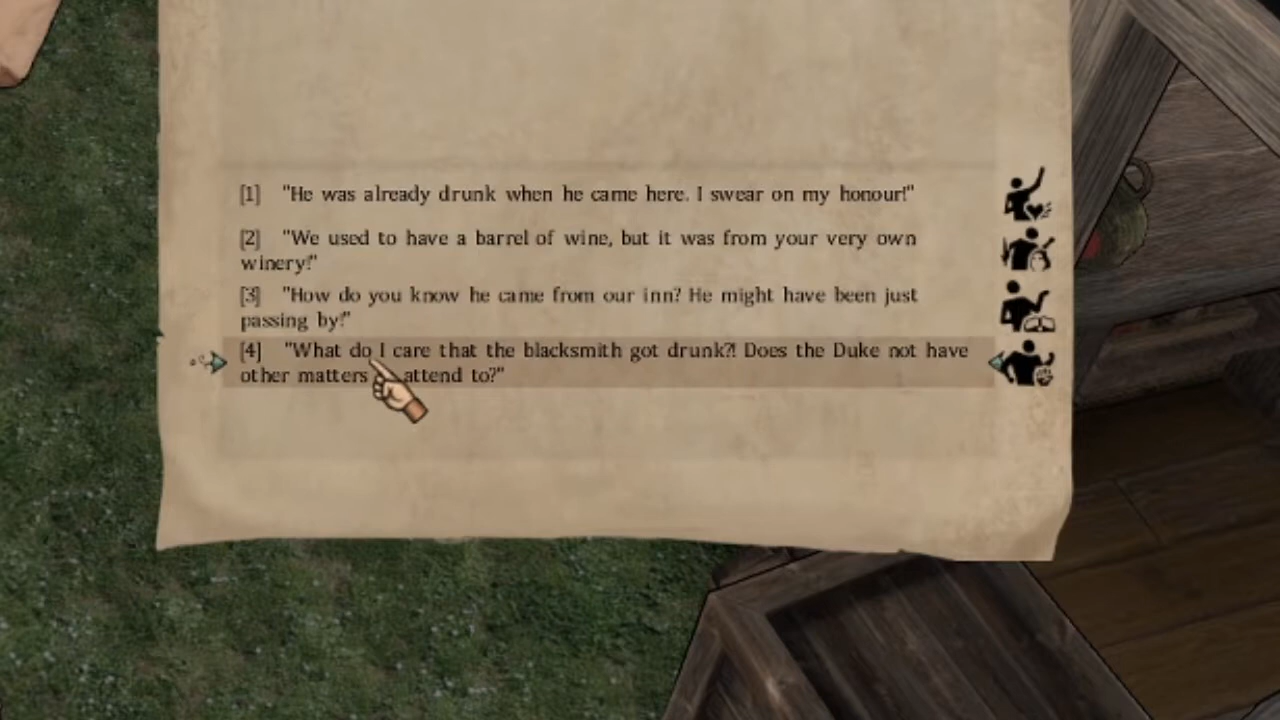 [1] "He was already drunk when he came here. I swear on my honour!"
[2] "We used to have a barrel of wine, but it was from your very own
winery!"
[3] "How do you know he came from our inn? He might have been just
passing by!"
[4] "What do I care that the blacksmith got drunk?! Does the Duke not have
other matters attend to?"